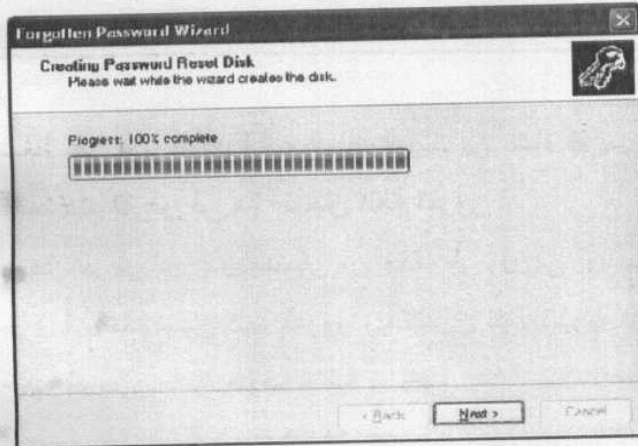 Forgotten Password Wizard
Creating Password Reset Disk
Please wait while the wizard creates the disk.
Progress: 100% complete
< Back
Next >
Cancel